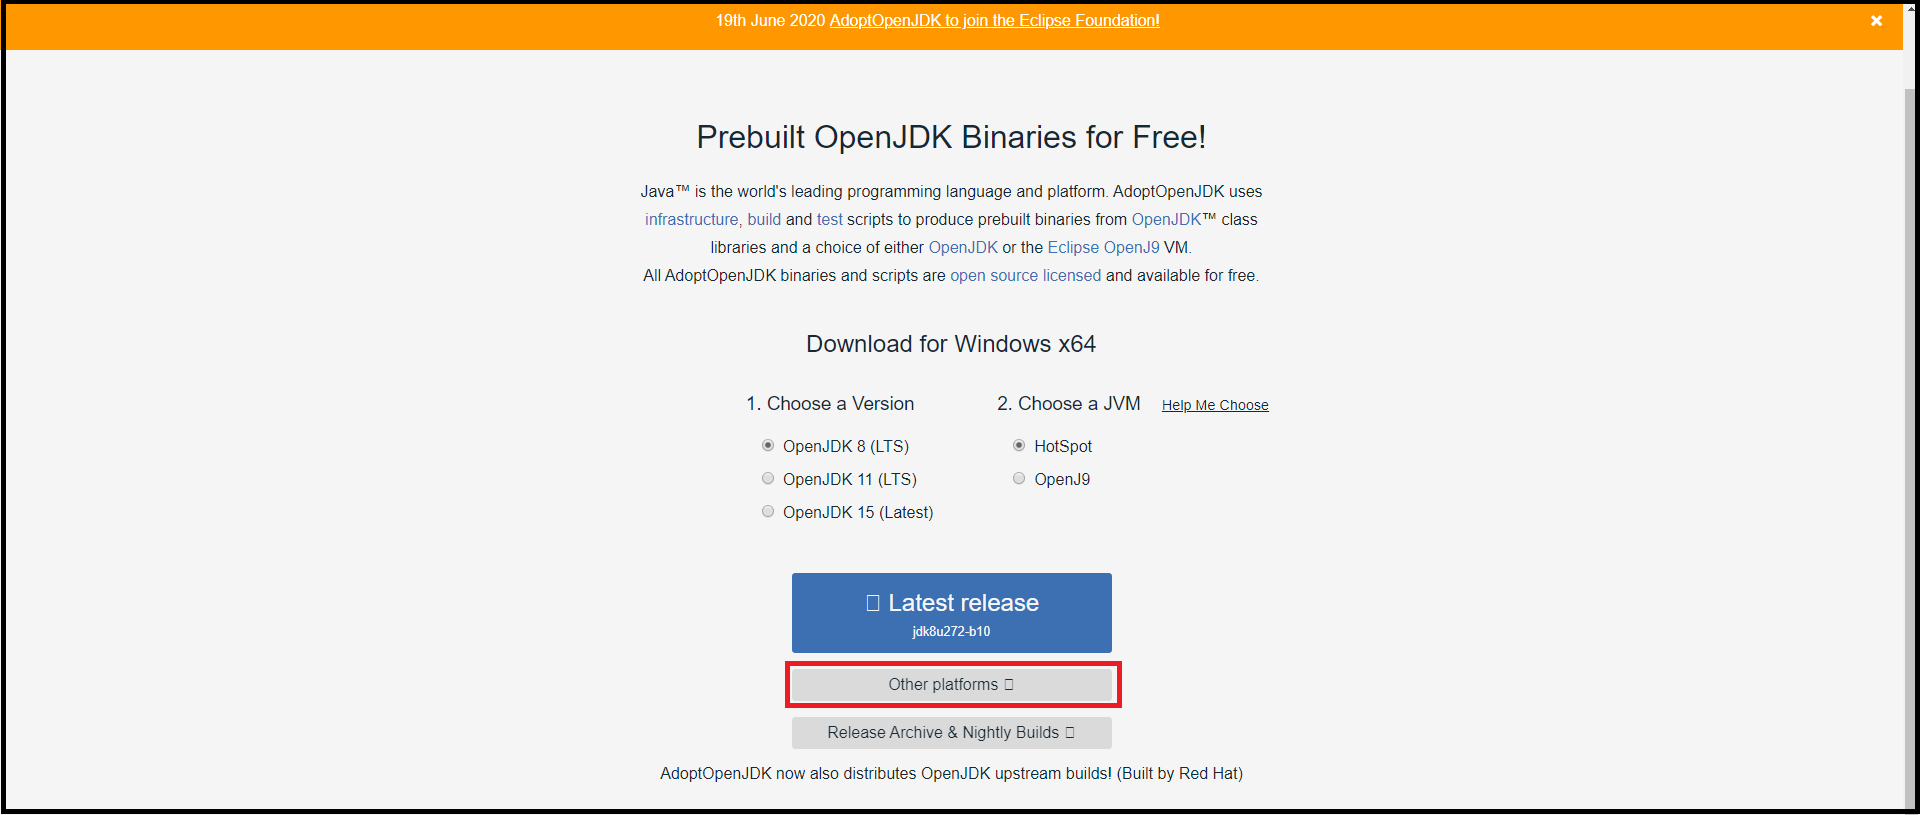 19th June 2020 AdoptOpenJDK to join the Eclipse Foundation!
Prebuilt OpenJDK Binaries for Free!
Java™ is the world's leading programming language and platform. AdoptOpenJDK uses
infrastructure, build and test scripts to produce prebuilt binaries from OpenJDK™ class
libraries and a choice of either OpenJDK or the Eclipse OpenJ9 VM.
All AdoptOpenJDK binaries and scripts are open source licensed and available for free.
Download for Windows x64
1. Choose a Version
OpenJDK 8 (LTS)
OpenJDK 11 (LTS)
OpenJDK 15 (Latest)
2. Choose a JVM Help Me Choose
HotSpot
OpenJ9
Latest release
jdk8u272-b10
Other platforms
Release Archive & Nightly Builds
AdoptOpenJDK now also distributes OpenJDK upstream builds! (Built by Red Hat)